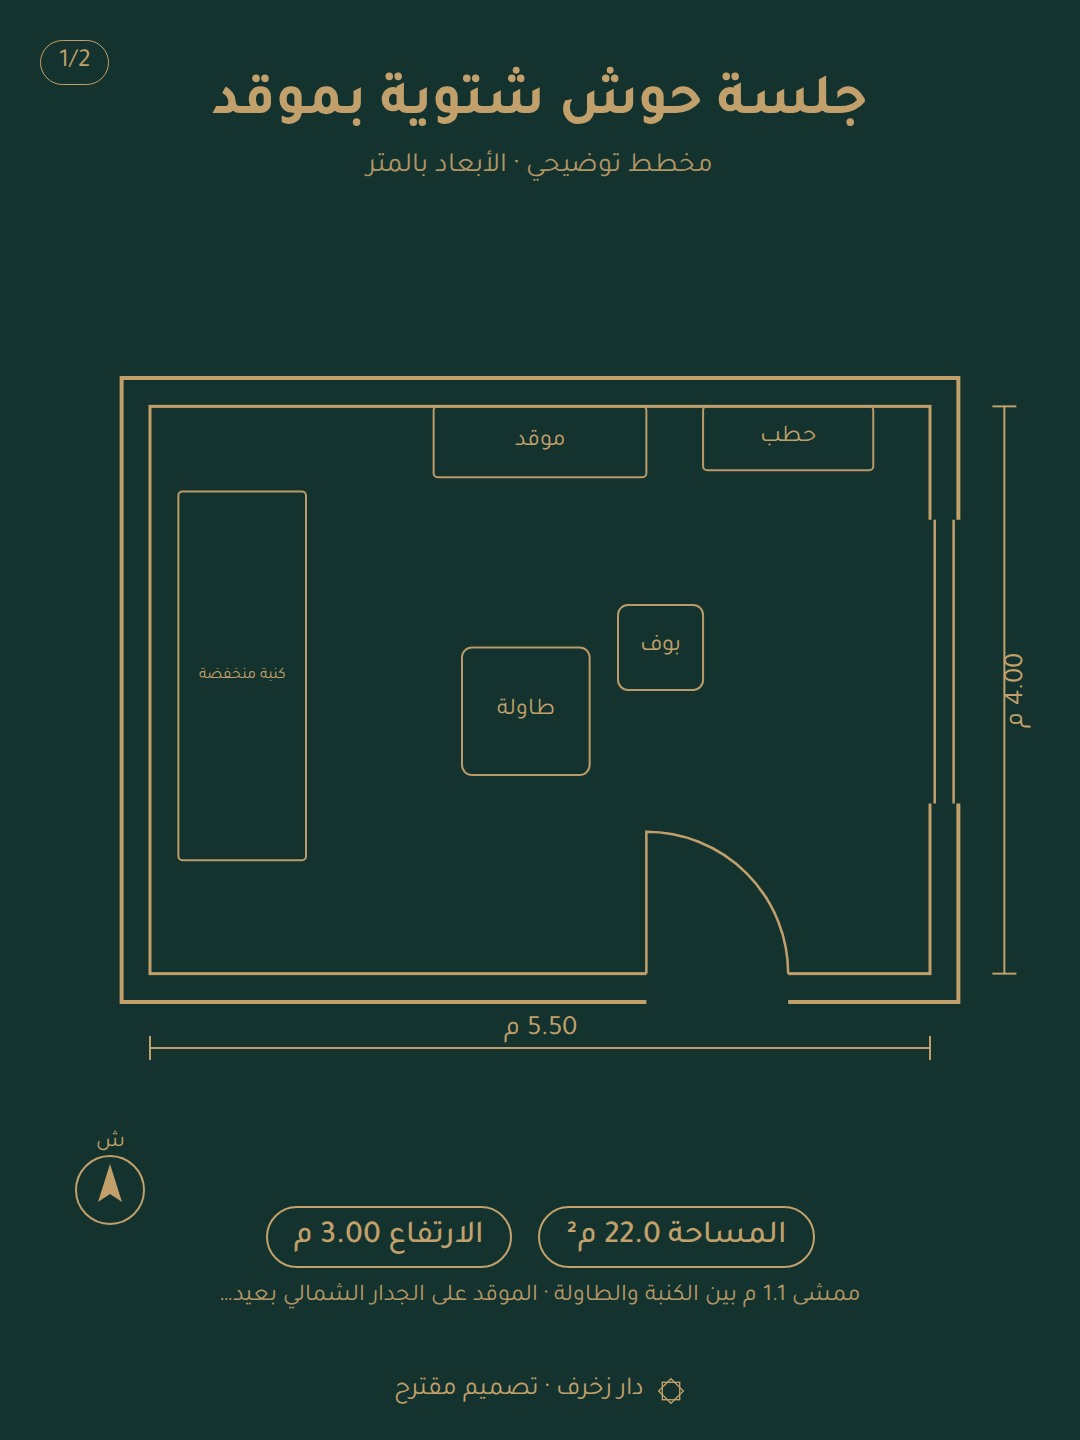 1/2
جلسة حوش شتوية بموقد
مخطط توضيحي · الأبعاد بالمتر
حطب
موقد
بوف
كنبة منخفضة
طاولة
4.00 م
5.50 م
ش
المساحة 22.0 م²
الارتفاع 3.00 م
ممشى 1.1 م بين الكنبة والطاولة · الموقد على الجدار الشمالي بعيد...
دار زخرف · تصميم مقترح